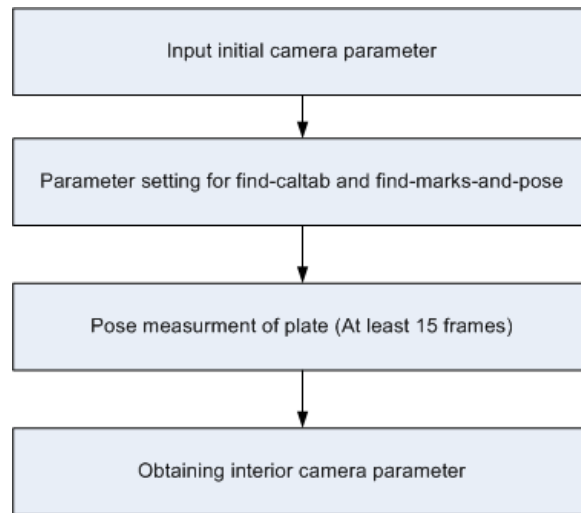 Input initial camera parameter
Parameter setting for find-caltab and find-marks-and-pose
Pose measurment of plate (At least 15 frames)
Obtaining interior camera parameter